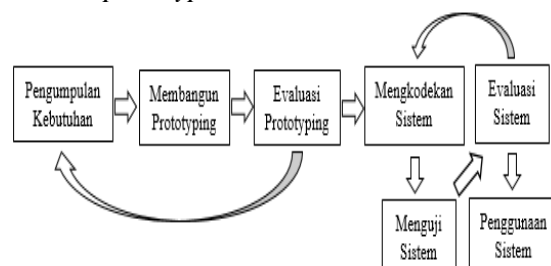 Pengumpulan
Kebutuhan
Membangun
Prototyping
Evaluasi
Prototyping
Mengkodekan
Sistem
Evaluasi
Sistem
Menguji
Sistem
Penggunaan
Sistem